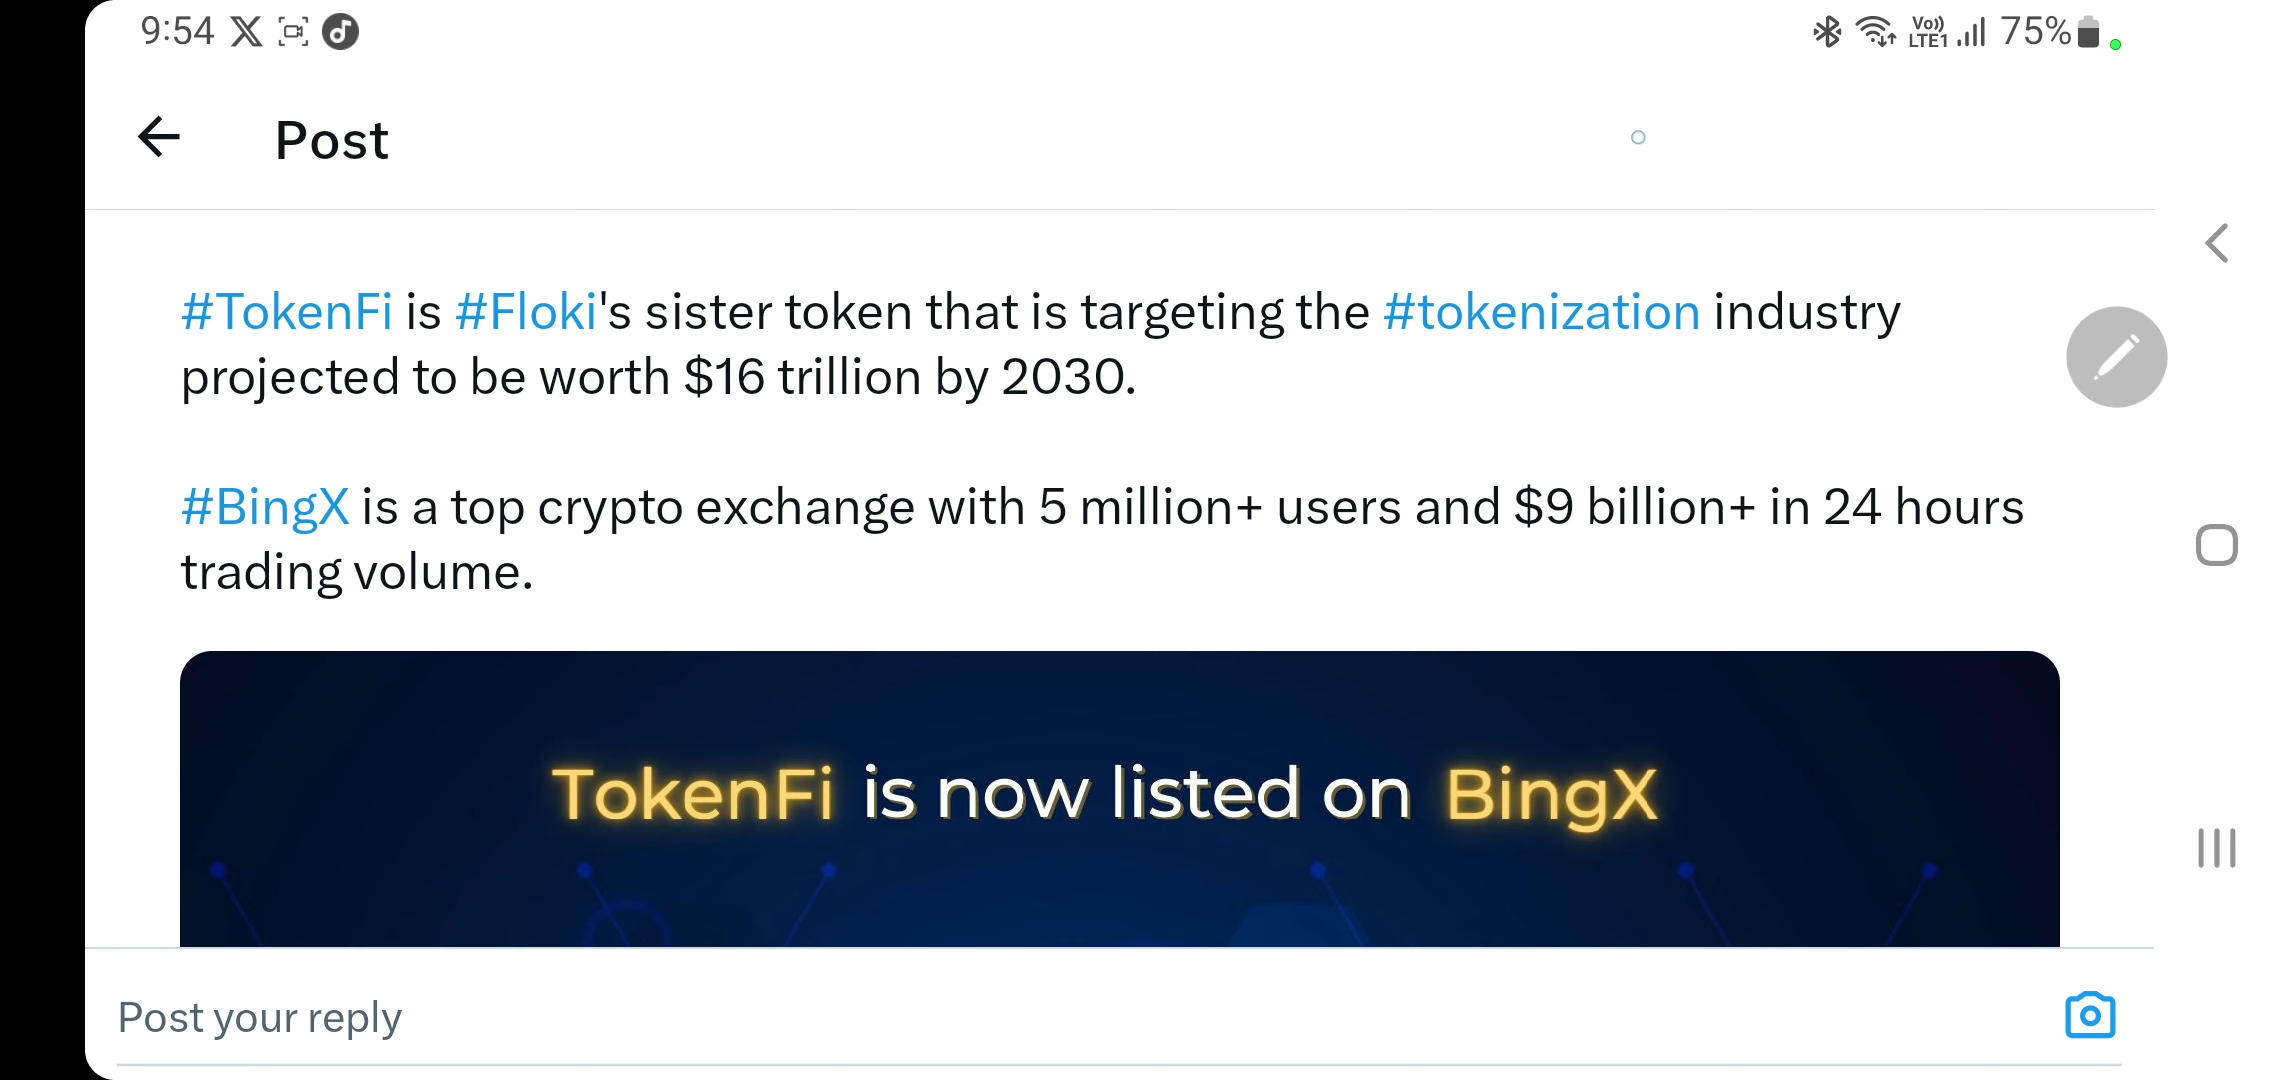 9:54
Vo))
LTE1
75%
Post
#TokenFi is #Floki's sister token that is targeting the #tokenization industry
projected to be worth $16 trillion by 2030.
#BingX is a top crypto exchange with 5 million+ users and $9 billion+ in 24 hours
trading volume.
TokenFi is now listed on BingX
Post your reply